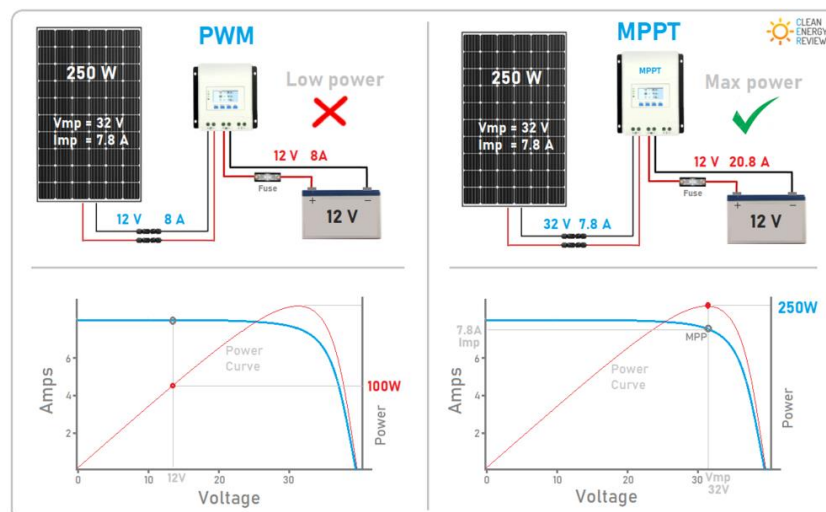 PWM
250 W
Vmp = 32 V
Imp = 7.8 A
Low power
12 V 8A
Fuse
+ −
12 V
12 V 8 A
MPPT
CLEAN
ENERGY
REVIEWS
250 W
Vmp = 32 V
Imp = 7.8 A
MPPT
Max power
12 V 20.8 A
Fuse
+ −
12 V
32 V 7.8 A
Amps
6
4
2
0
10
12V
20
30
Voltage
Power
Curve
100W
Power
Amps
7.8A
Imp
6
4
2
0
10
20
30
Vmp
32V
Voltage
Power
Curve
MPP
250W
Power